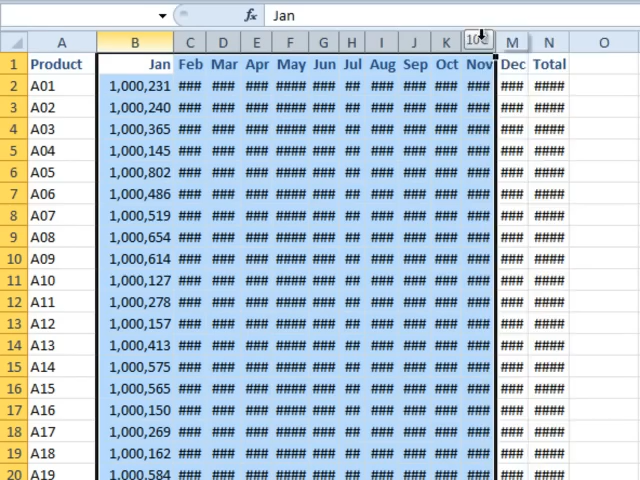 fx Jan
A B C D E F G H I J K 10C M N O
1 Product Jan Feb Mar Apr May Jun Jul Aug Sep Oct Nov Dec Total
2 A01 1,000,231 ### ### ### #### ### ## ### ### ### ### ### ####
3 A02 1,000,240 ### ### ### #### ### ## ### ### ### ### ### ####
4 A03 1,000,365 ### ### ### #### ### ## ### ### ### ### ### ####
5 A04 1,000,145 ### ### ### #### ### ## ### ### ### ### ### ####
6 A05 1,000,802 ### ### ### #### ### ## ### ### ### ### ### ####
7 A06 1,000,486 ### ### ### #### ### ## ### ### ### ### ### ####
8 A07 1,000,519 ### ### ### #### ### ## ### ### ### ### ### ####
9 A08 1,000,654 ### ### ### #### ### ## ### ### ### ### ### ####
10 A09 1,000,614 ### ### ### #### ### ## ### ### ### ### ### ####
11 A10 1,000,127 ### ### ### #### ### ## ### ### ### ### ### ####
12 A11 1,000,278 ### ### ### #### ### ## ### ### ### ### ### ####
13 A12 1,000,157 ### ### ### #### ### ## ### ### ### ### ### ####
14 A13 1,000,413 ### ### ### #### ### ## ### ### ### ### ### ####
15 A14 1,000,575 ### ### ### #### ### ## ### ### ### ### ### ####
16 A15 1,000,565 ### ### ### #### ### ## ### ### ### ### ### ####
17 A16 1,000,150 ### ### ### #### ### ## ### ### ### ### ### ####
18 A17 1,000,269 ### ### ### #### ### ## ### ### ### ### ### ####
19 A18 1,000,162 ### ### ### #### ### ## ### ### ### ### ### ####
20 A19 1,000,584 ### ### ### #### ### ## ### ### ### ### ### ####